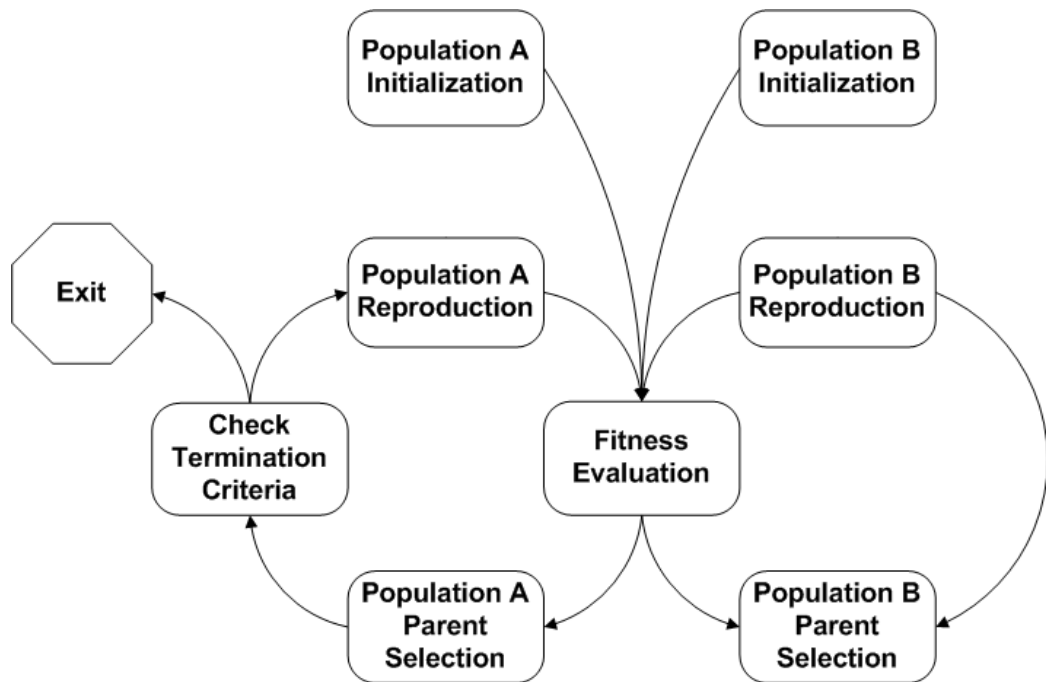 Population A
Initialization
Population B
Initialization
Exit
Population A
Reproduction
Population B
Reproduction
Check
Termination
Criteria
Fitness
Evaluation
Population A
Parent
Selection
Population B
Parent
Selection